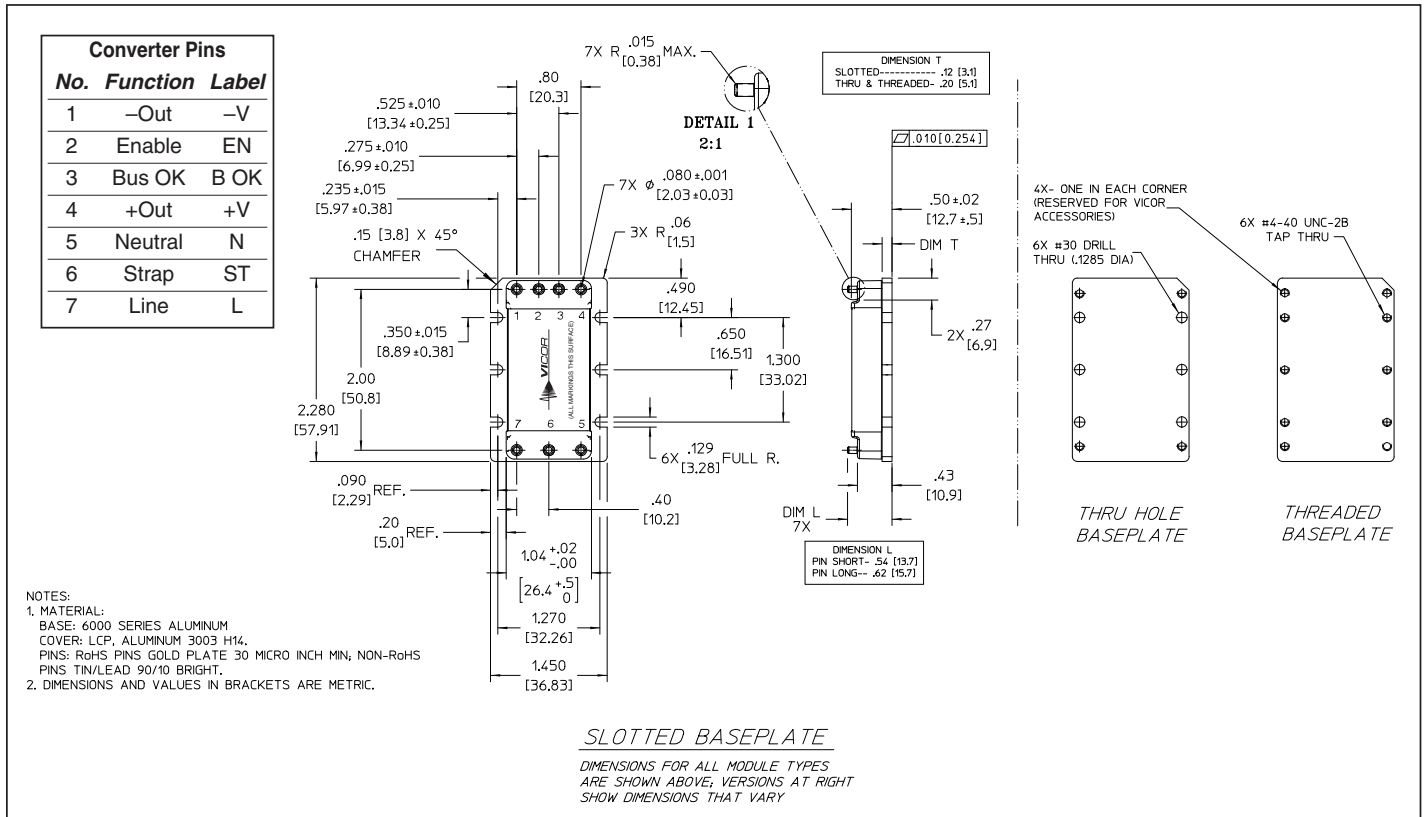 Converter Pins
No. Function Label
1 –Out –V
2 Enable EN
3 Bus OK B OK
4 +Out +V
5 Neutral N
6 Strap ST
7 Line L
7X R .015 [0.38] MAX.
DETAIL 1
2:1
DIMENSION T
SLOTTED----------- .12 [3.1]
THRU & THREADED- .20 [5.1]
.010[0.254]
.80
[20.3]
.525±.010
[13.34±0.25]
.275±.010
[6.99±0.25]
.235±.015
[5.97±0.38]
.15 [3.8] X 45°
CHAMFER
7X ⌀ .080±.001 [2.03±0.03]
3X R .06 [1.5]
.490
[12.45]
.650
[16.51]
1.300
[33.02]
.350±.015
[8.89±0.38]
2.00
[50.8]
2.280
[57.91]
1 2 3 4
VICOR
(ALL MARKINGS THIS SURFACE)
7 6 5
6X .129 [3.28] FULL R.
.090 [2.29] REF.
.20 [5.0] REF.
.40
[10.2]
1.04 +.02 -.00
[26.4 +.5 0]
1.270
[32.26]
1.450
[36.83]
.50±.02
[12.7±.5]
DIM T
2X .27 [6.9]
.43
[10.9]
DIM L
7X
DIMENSION L
PIN SHORT- .54 [13.7]
PIN LONG-- .62 [15.7]
4X- ONE IN EACH CORNER
(RESERVED FOR VICOR
ACCESSORIES)
6X #30 DRILL
THRU (.1285 DIA)
6X #4-40 UNC-2B
TAP THRU
THRU HOLE
BASEPLATE
THREADED
BASEPLATE
NOTES:
1. MATERIAL:
BASE: 6000 SERIES ALUMINUM
COVER: LCP, ALUMINUM 3003 H14.
PINS: RoHS PINS GOLD PLATE 30 MICRO INCH MIN; NON-RoHS
PINS TIN/LEAD 90/10 BRIGHT.
2. DIMENSIONS AND VALUES IN BRACKETS ARE METRIC.
SLOTTED BASEPLATE
DIMENSIONS FOR ALL MODULE TYPES
ARE SHOWN ABOVE; VERSIONS AT RIGHT
SHOW DIMENSIONS THAT VARY